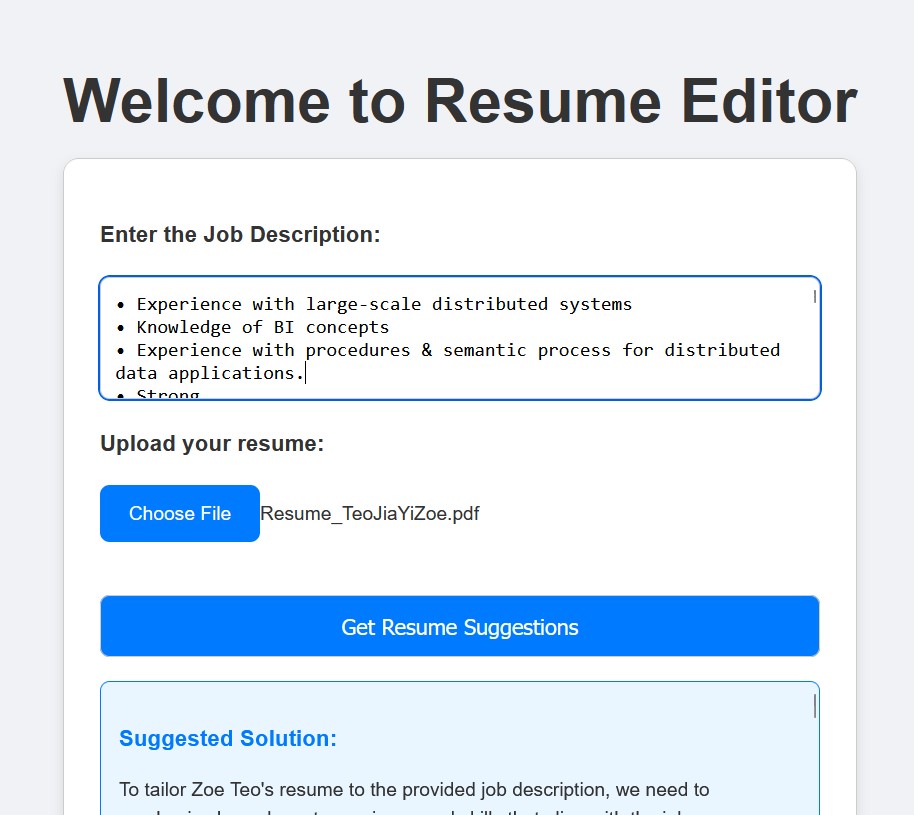 Welcome to Resume Editor
Enter the Job Description:
• Experience with large-scale distributed systems
• Knowledge of BI concepts
• Experience with procedures & semantic process for distributed
data applications.
• Strong
Upload your resume:
Choose File Resume_TeoJiaYiZoe.pdf
Get Resume Suggestions
Suggested Solution:
To tailor Zoe Teo's resume to the provided job description, we need to